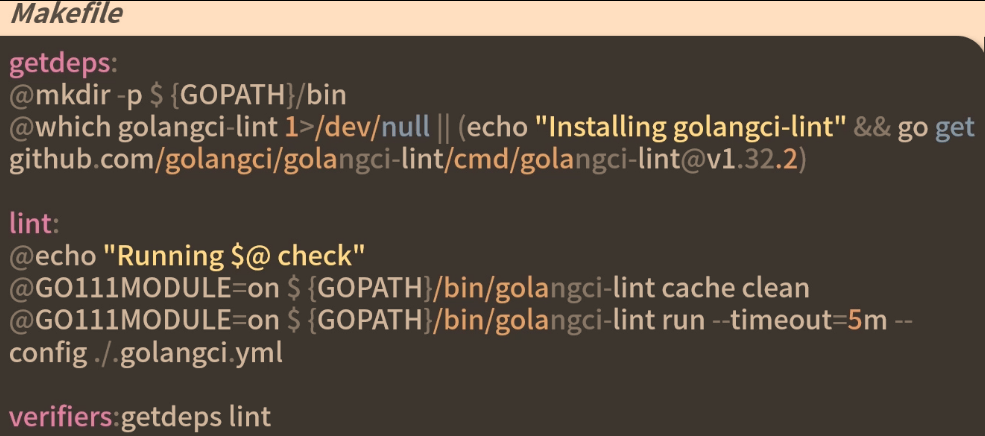 Makefile
getdeps:
@mkdir -p $ {GOPATH}/bin
@which golangci-lint 1>/dev/null || (echo "Installing golangci-lint" && go get
github.com/golangci/golangci-lint/cmd/golangci-lint@v1.32.2)
lint:
@echo "Running $@ check"
@GO111MODULE=on $ {GOPATH}/bin/golangci-lint cache clean
@GO111MODULE=on $ {GOPATH}/bin/golangci-lint run --timeout=5m --
config ./.golangci.yml
verifiers:getdeps lint